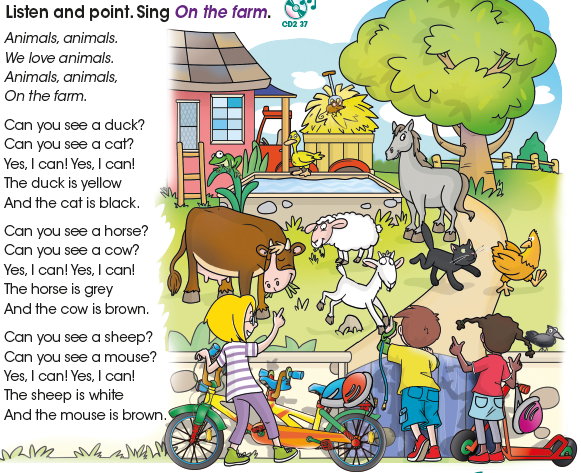 Listen and point. Sing On the farm.
CD2 37
Animals, animals.
We love animals.
Animals, animals,
On the farm.
Can you see a duck?
Can you see a cat?
Yes, I can! Yes, I can!
The duck is yellow
And the cat is black.
Can you see a horse?
Can you see a cow?
Yes, I can! Yes, I can!
The horse is grey
And the cow is brown.
Can you see a sheep?
Can you see a mouse?
Yes, I can! Yes, I can!
The sheep is white
And the mouse is brown.